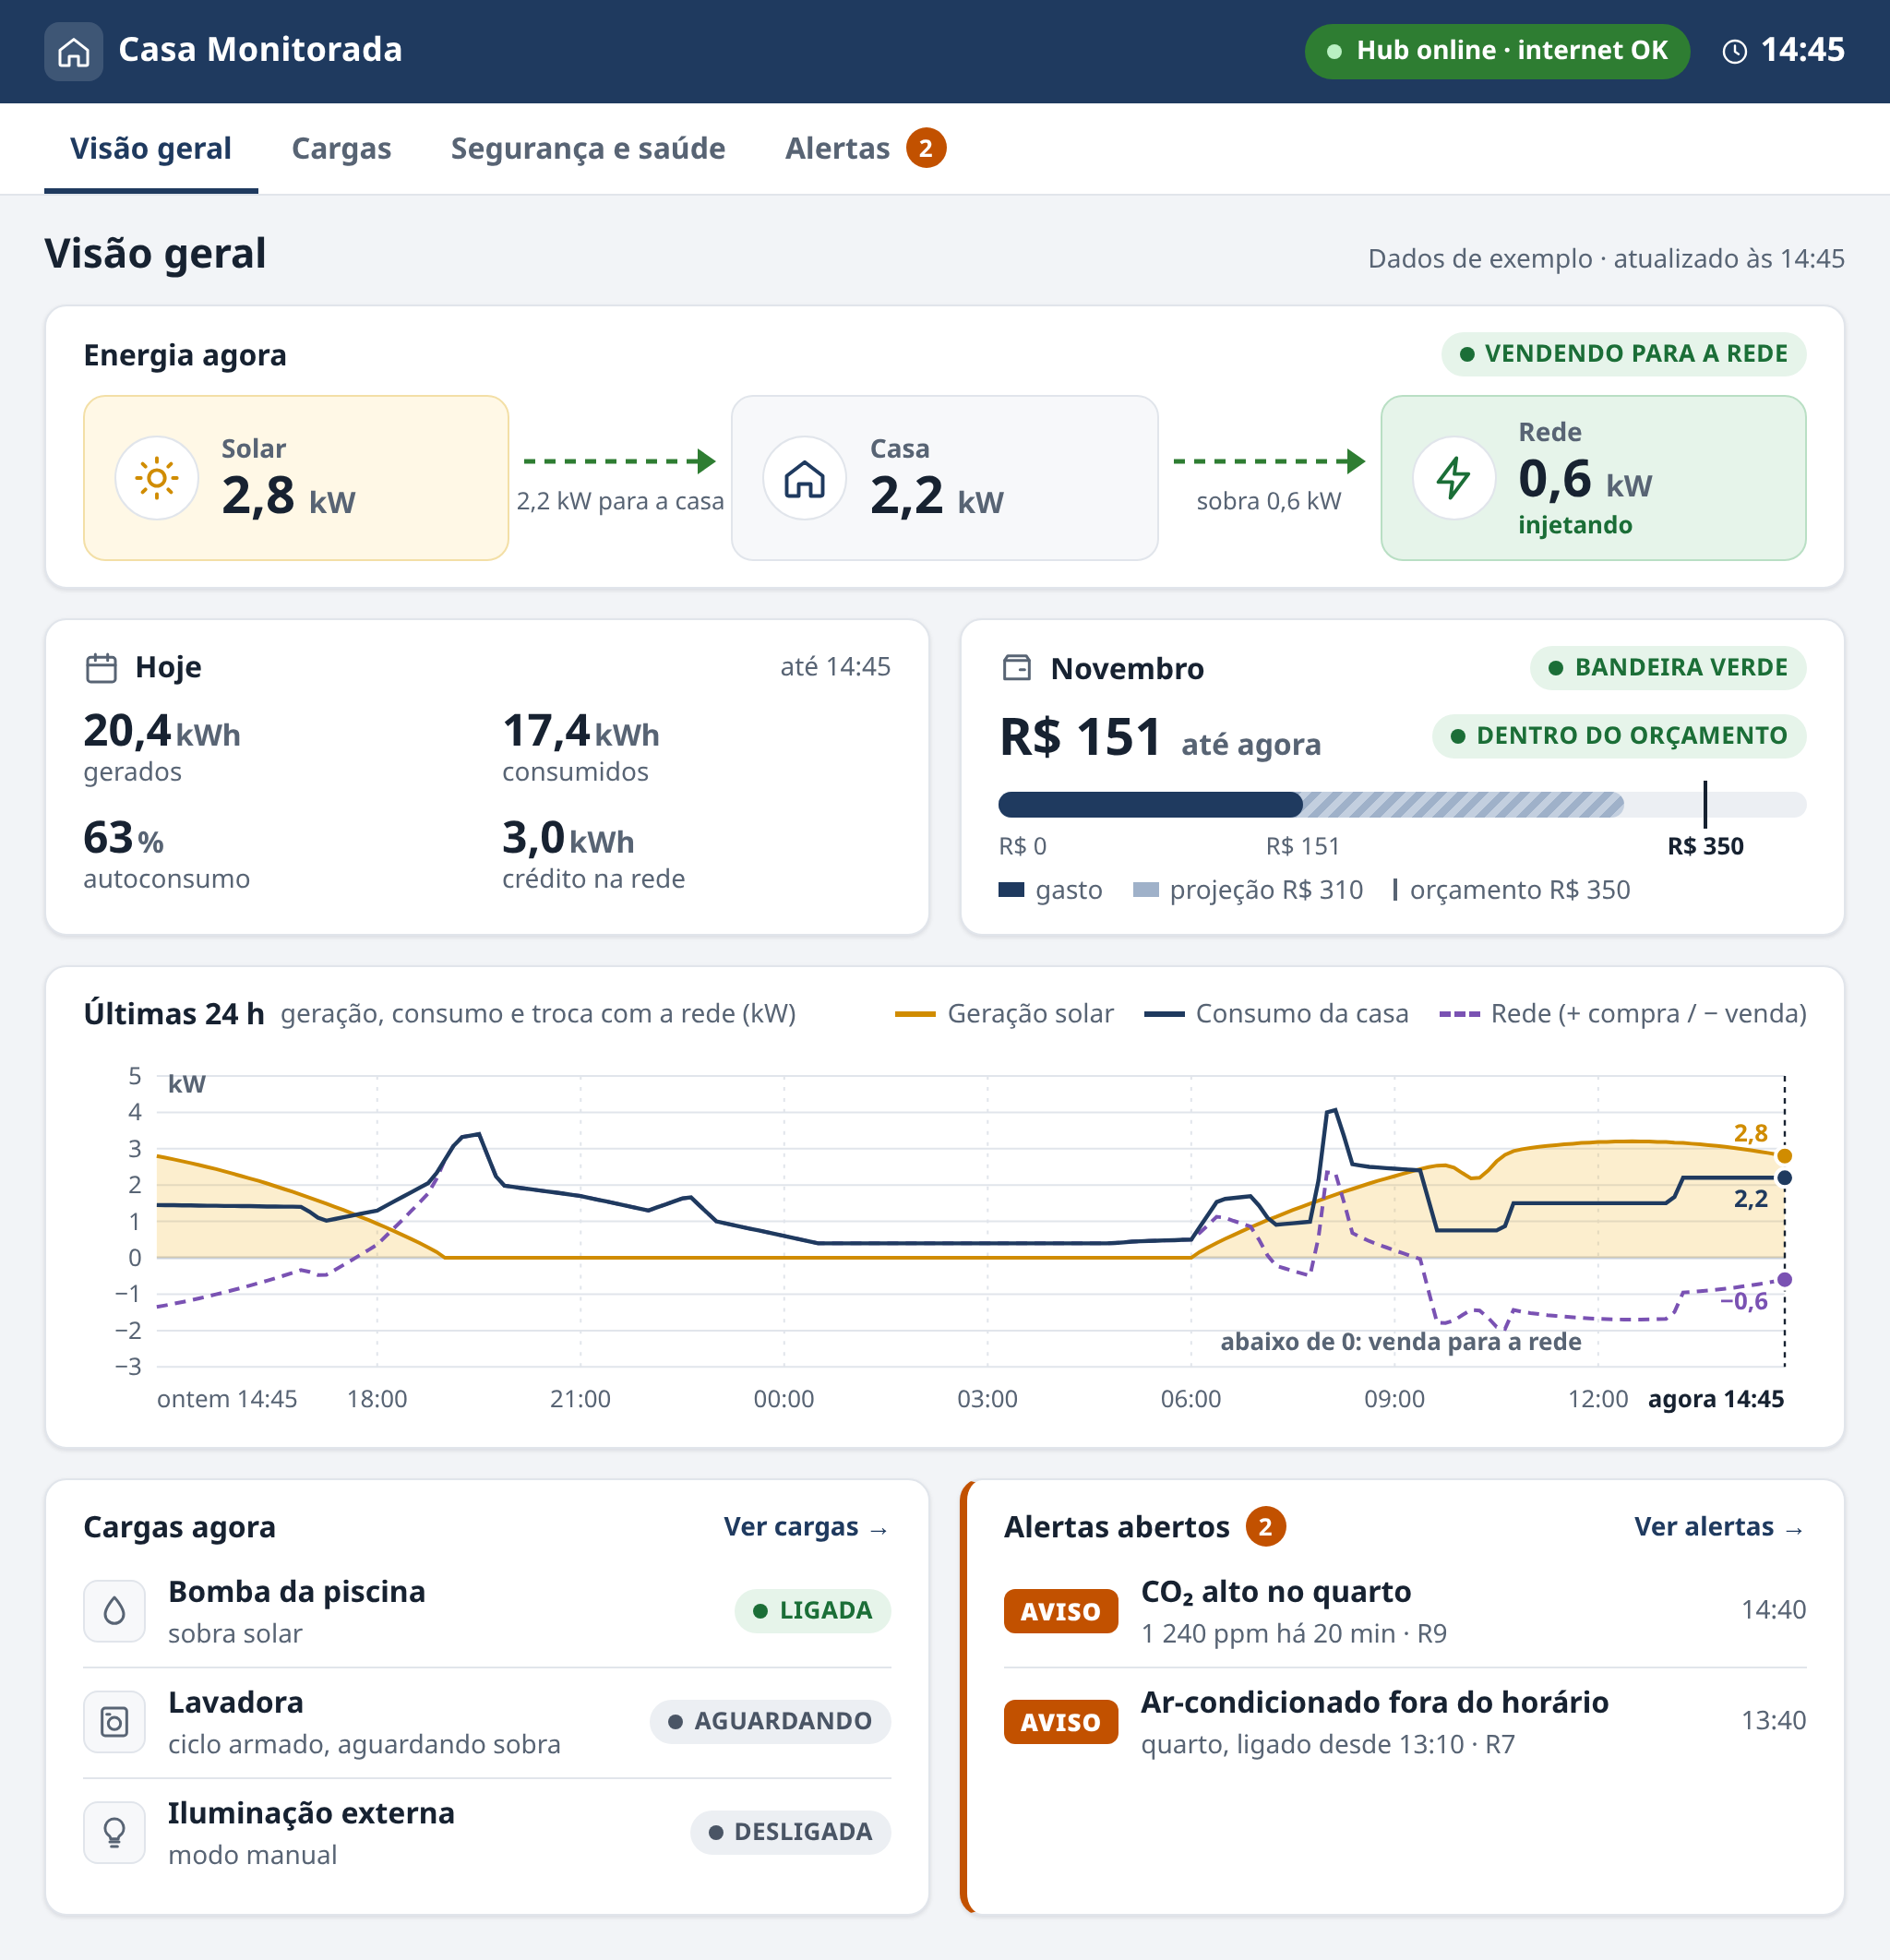 Casa Monitorada
Hub online · internet OK
14:45
Visão geral
Cargas
Segurança e saúde
Alertas 2
Visão geral
Dados de exemplo · atualizado às 14:45
Energia agora
VENDENDO PARA A REDE
Solar
2,8 kW
2,2 kW para a casa
Casa
2,2 kW
sobra 0,6 kW
Rede
0,6 kW
injetando
Hoje
até 14:45
20,4 kWh
gerados
17,4 kWh
consumidos
63 %
autoconsumo
3,0 kWh
crédito na rede
Novembro
BANDEIRA VERDE
R$ 151 até agora
DENTRO DO ORÇAMENTO
R$ 0
R$ 151
R$ 350
gasto
projeção R$ 310
orçamento R$ 350
Últimas 24 h geração, consumo e troca com a rede (kW)
Geração solar
Consumo da casa
Rede (+ compra / − venda)
kW
5
4
3
2
1
0
−1
−2
−3
2,8
2,2
−0,6
abaixo de 0: venda para a rede
ontem 14:45
18:00
21:00
00:00
03:00
06:00
09:00
12:00
agora 14:45
Cargas agora
Ver cargas →
Bomba da piscina
sobra solar
LIGADA
Lavadora
ciclo armado, aguardando sobra
AGUARDANDO
Iluminação externa
modo manual
DESLIGADA
Alertas abertos 2
Ver alertas →
AVISO
CO₂ alto no quarto
1 240 ppm há 20 min · R9
14:40
AVISO
Ar-condicionado fora do horário
quarto, ligado desde 13:10 · R7
13:40